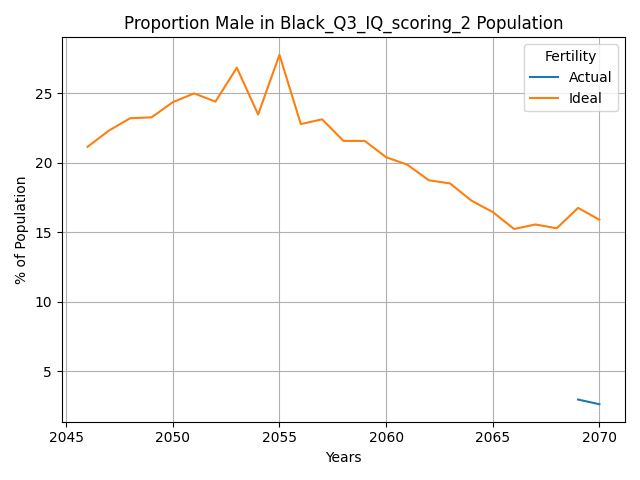 Proportion Male in Black_Q3_IQ_scoring_2 Population
Fertility
Actual
Ideal
% of Population
25
20
15
10
5
2045
2050
2055
2060
2065
2070
Years